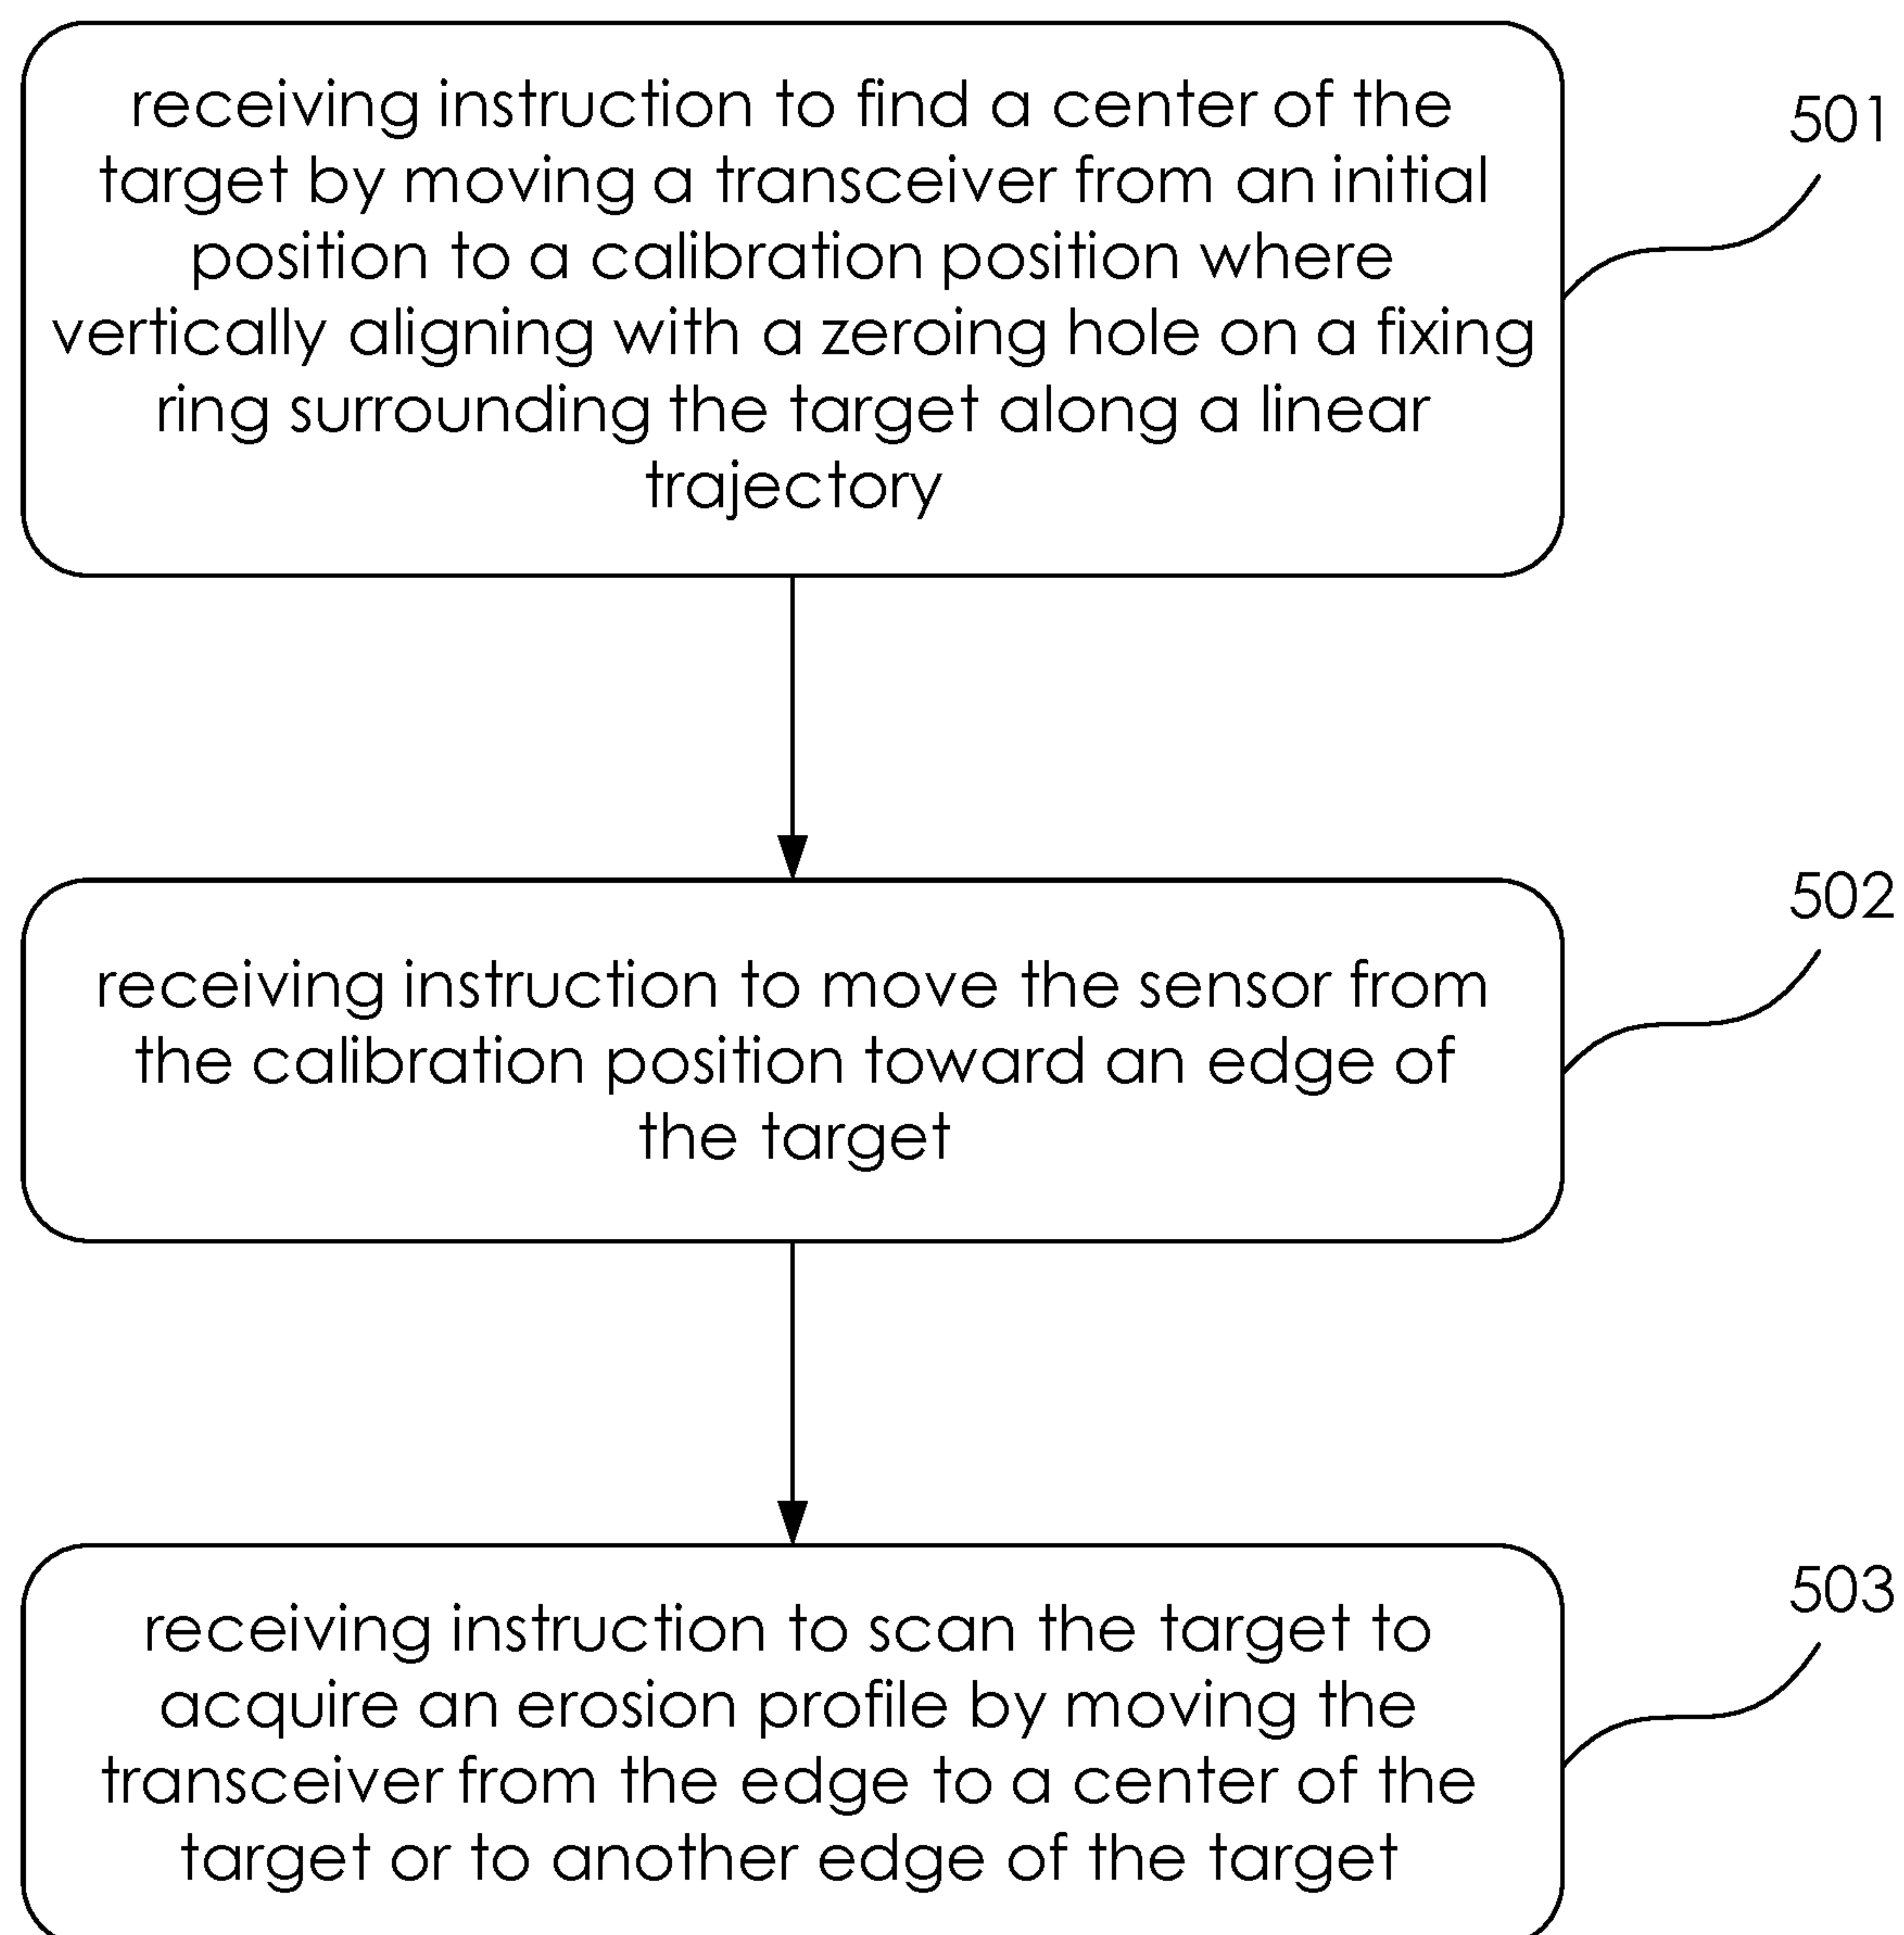 receiving instruction to find a center of the
target by moving a transceiver from an initial
position to a calibration position where
vertically aligning with a zeroing hole on a fixing
ring surrounding the target along a linear
trajectory
501
receiving instruction to move the sensor from
the calibration position toward an edge of
the target
502
receiving instruction to scan the target to
acquire an erosion profile by moving the
transceiver from the edge to a center of the
target or to another edge of the target
503